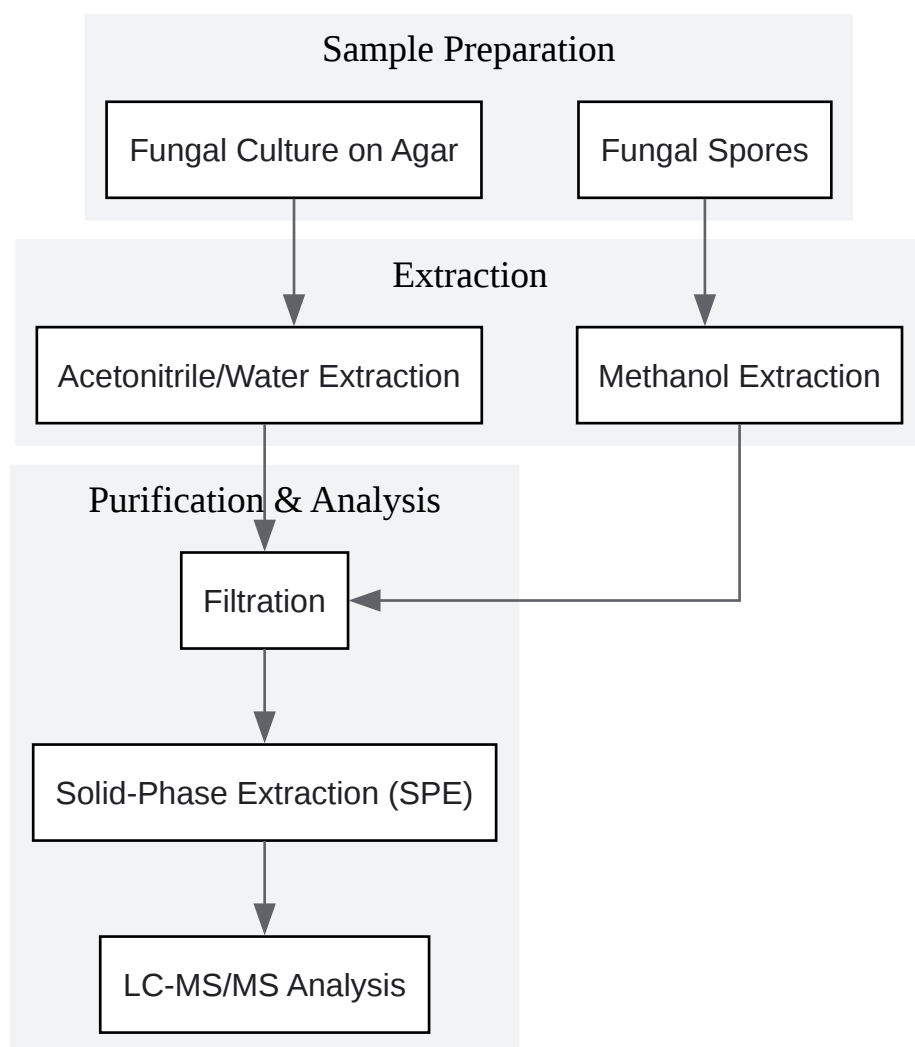 Sample Preparation
Fungal Culture on Agar
Fungal Spores
Extraction
Acetonitrile/Water Extraction
Methanol Extraction
Purification & Analysis
Filtration
Solid-Phase Extraction (SPE)
LC-MS/MS Analysis